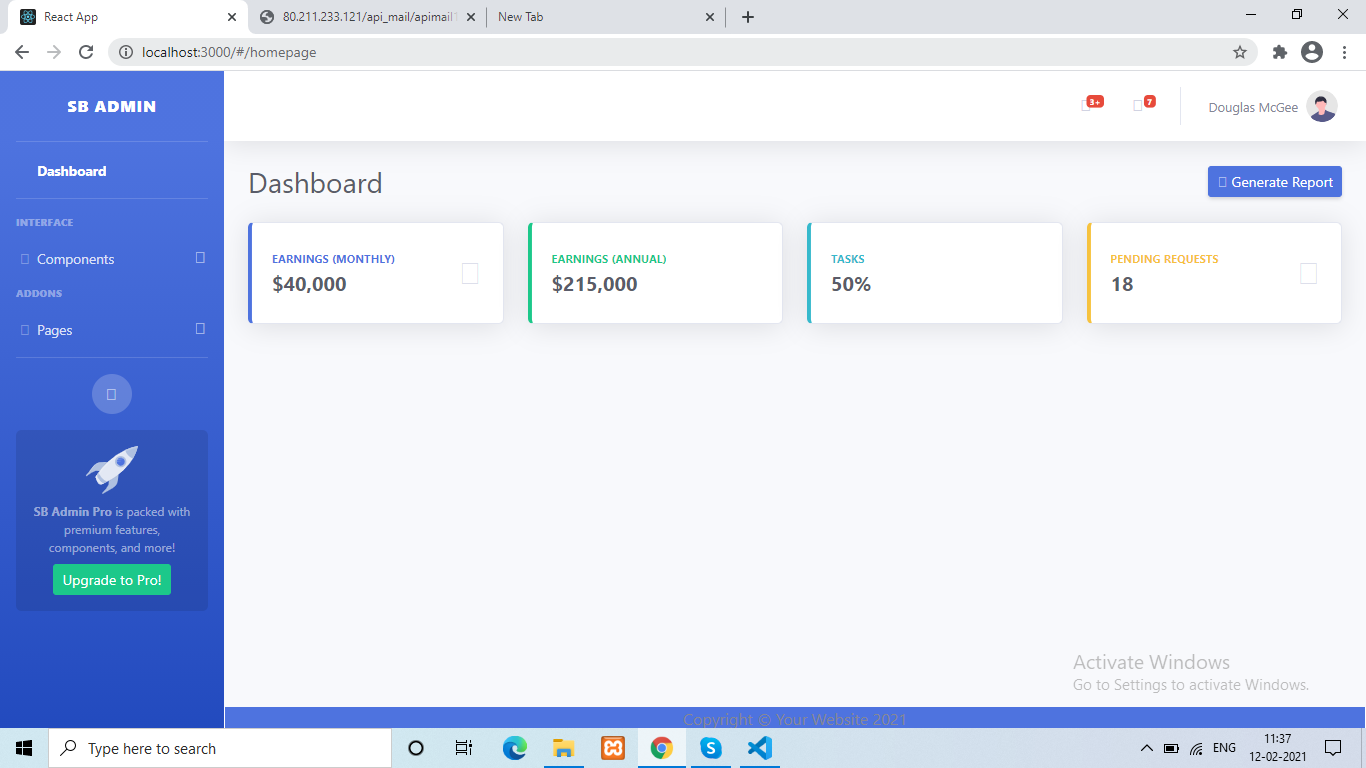 React App
80.211.233.121/api_mail/apimail
New Tab
localhost:3000/#/homepage
SB ADMIN
3+
7
Douglas McGee
Dashboard
Dashboard
Generate Report
INTERFACE
Components
ADDONS
Pages
EARNINGS (MONTHLY)
$40,000
EARNINGS (ANNUAL)
$215,000
TASKS
50%
PENDING REQUESTS
18
SB Admin Pro is packed with
premium features,
components, and more!
Upgrade to Pro!
Activate Windows
Go to Settings to activate Windows.
Copyright © Your Website 2021
Type here to search
ENG
11:37
12-02-2021